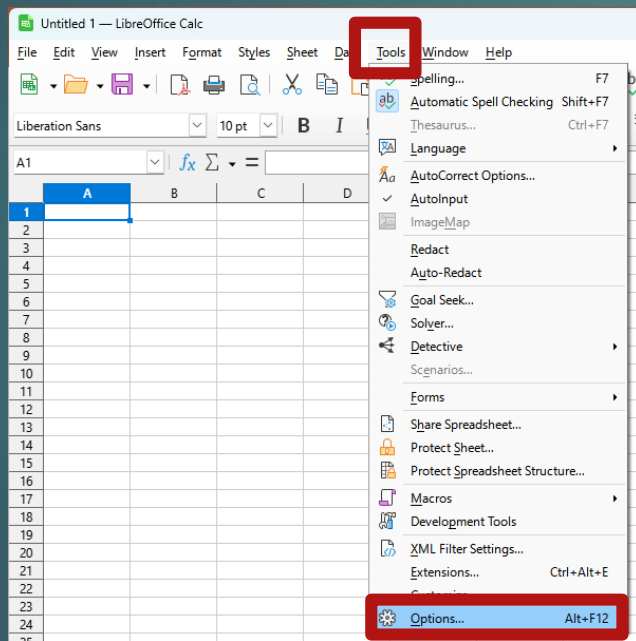 Untitled 1 — LibreOffice Calc
File Edit View Insert Format Styles Sheet Da Tools Window Help
Liberation Sans 10 pt B I
A1 fx Σ =
A B C D
1
2
3
4
5
6
7
8
9
10
11
12
13
14
15
16
17
18
19
20
21
22
23
24
25
Spelling... F7
Automatic Spell Checking Shift+F7
Thesaurus... Ctrl+F7
Language
AutoCorrect Options...
AutoInput
ImageMap
Redact
Auto-Redact
Goal Seek...
Solver...
Detective
Scenarios...
Forms
Share Spreadsheet...
Protect Sheet...
Protect Spreadsheet Structure...
Macros
Development Tools
XML Filter Settings...
Extensions... Ctrl+Alt+E
Customize...
Options... Alt+F12